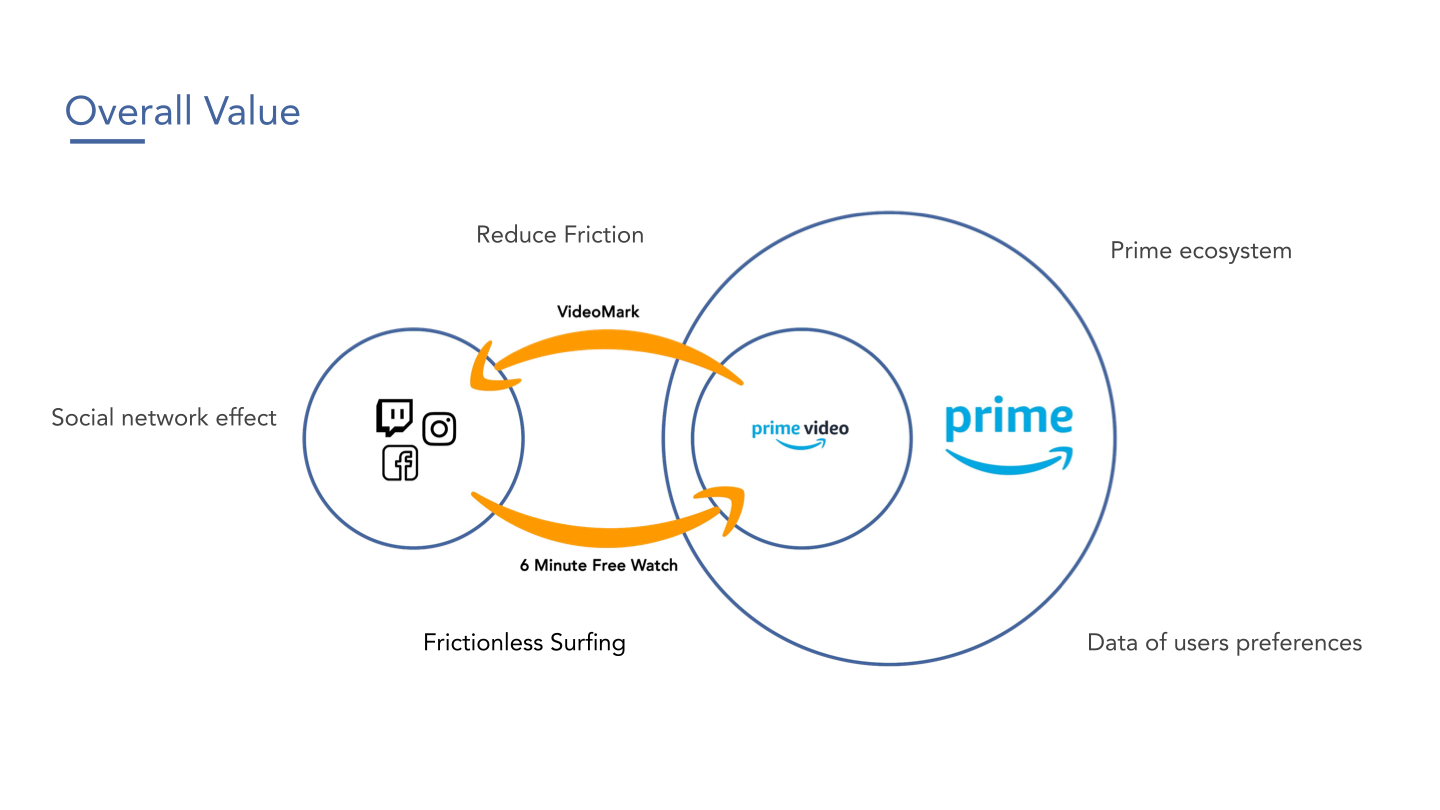 Overall Value
Reduce Friction
Prime ecosystem
VideoMark
Social network effect
prime video
prime
6 Minute Free Watch
Frictionless Surfing
Data of users preferences